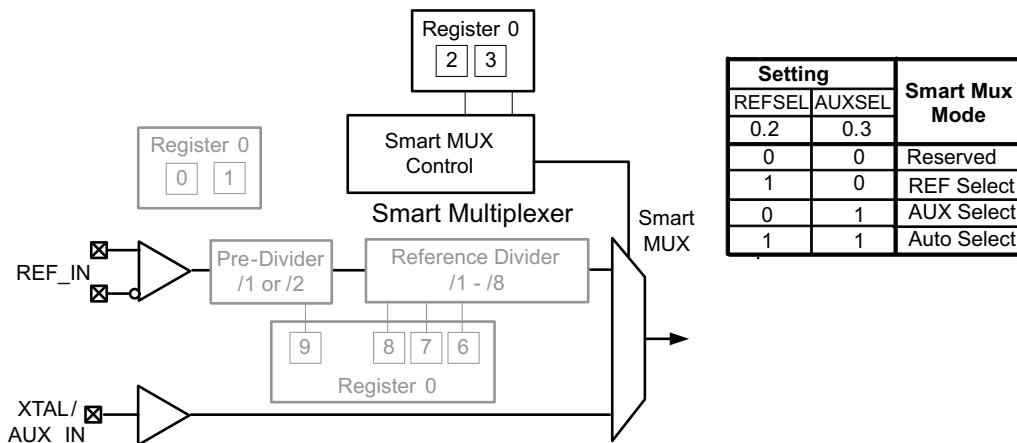 Register 0
2 3
Smart MUX
Control
Register 0
0 1
Smart Multiplexer
Smart
MUX
REF_IN
Pre-Divider
/1 or /2
Reference Divider
/1 - /8
9 8 7 6
Register 0
XTAL/
AUX_IN
Setting
Smart Mux
Mode
REFSEL AUXSEL
0.2 0.3
0 0 Reserved
1 0 REF Select
0 1 AUX Select
1 1 Auto Select